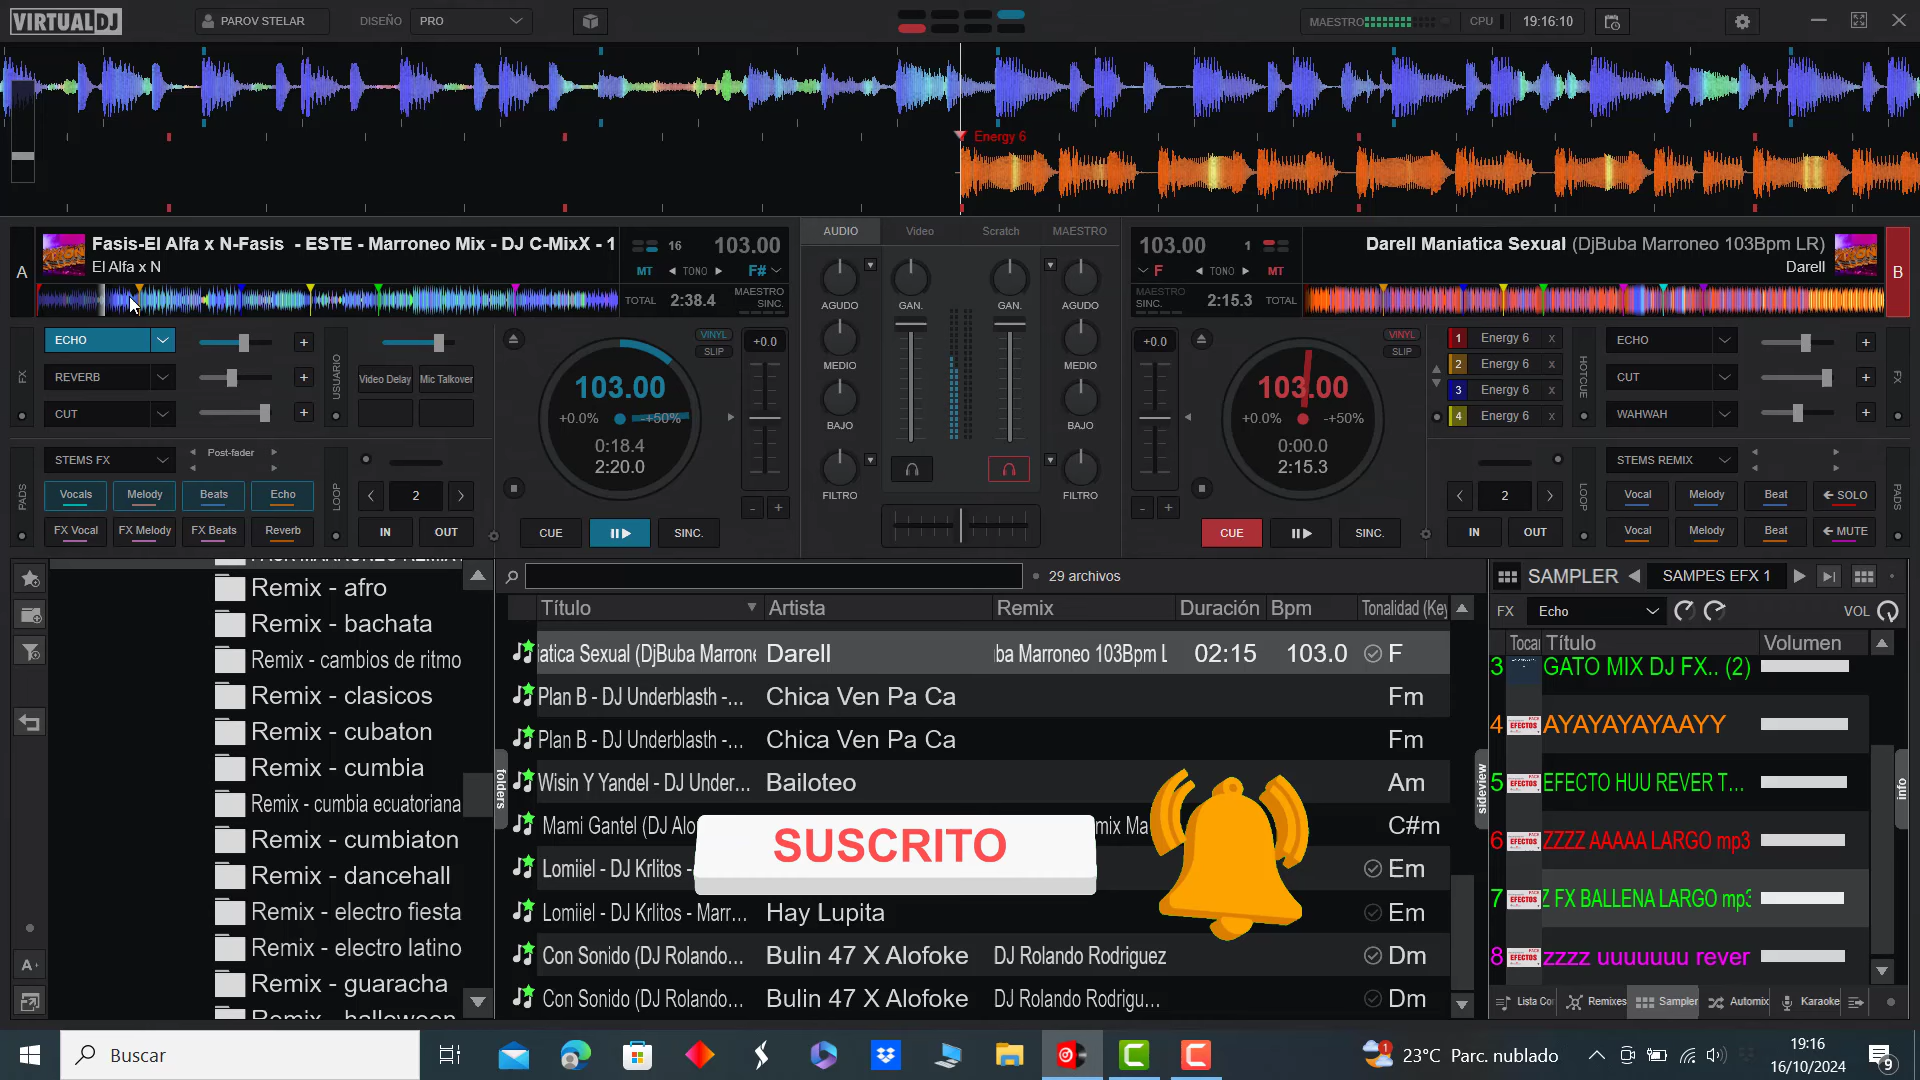 VIRTUALDJ
PAROV STELAR
DISEÑO PRO
MAESTRO
CPU
19:16:10
Energy 6
A
Fasis-El Alfa x N-Fasis - ESTE - Marroneo Mix - DJ C-MixX - 1
El Alfa x N
16 103.00
MT TONO F#
TOTAL 2:38.4 MAESTRO SINC.
AUDIO Video Scratch MAESTRO
103.00 1
F TONO MT
MAESTRO SINC. 2:15.3 TOTAL
Darell Maniatica Sexual (DjBuba Marroneo 103Bpm LR)
Darell
B
FX
ECHO
REVERB
CUT
USUARIO
Video Delay Mic Talkover
VINYL
SLIP
103.00
+0.0% -+50%
0:18.4
2:20.0
+0.0
AGUDO GAN. GAN. AGUDO
MEDIO MEDIO
BAJO BAJO
FILTRO FILTRO
+0.0
VINYL
SLIP
103.00
+0.0% -+50%
0:00.0
2:15.3
1 Energy 6 x
2 Energy 6 x
3 Energy 6 x
4 Energy 6 x
HOTCUE
ECHO
CUT
WAHWAH
FX
PADS
STEMS FX Post-fader
Vocals Melody Beats Echo
FX Vocal FX Melody FX Beats Reverb
LOOP
2
IN OUT
CUE SINC.
CUE SINC.
2
IN OUT
LOOP
STEMS REMIX
Vocal Melody Beat SOLO
Vocal Melody Beat MUTE
PADS
Remix - afro
Remix - bachata
Remix - cambios de ritmo
Remix - clasicos
Remix - cubaton
Remix - cumbia
Remix - cumbia ecuatoriana
Remix - cumbiaton
Remix - dancehall
Remix - electro fiesta
Remix - electro latino
Remix - guaracha
folders
29 archivos
Título Artista Remix Duración Bpm Tonalidad (Key
atica Sexual (DjBuba Marrone Darell ba Marroneo 103Bpm L 02:15 103.0 F
Plan B - DJ Underblasth -... Chica Ven Pa Ca Fm
Plan B - DJ Underblasth -... Chica Ven Pa Ca Fm
Wisin Y Yandel - DJ Under... Bailoteo Am
Mami Gantel (DJ Alo mix Ma C#m
Lomiiel - DJ Krlitos - Em
Lomiiel - DJ Krlitos - Marr... Hay Lupita Em
Con Sonido (DJ Rolando... Bulin 47 X Alofoke DJ Rolando Rodriguez Dm
Con Sonido (DJ Rolando... Bulin 47 X Alofoke DJ Rolando Rodrigu... Dm
SUSCRITO
sideview
SAMPLER SAMPES EFX 1
FX Echo VOL
Tocar Título Volumen
3 GATO MIX DJ FX.. (2)
4 AYAYAYAYAAYY
5 EFECTO HUU REVER T...
6 ZZZZ AAAAA LARGO mp3
7 Z FX BALLENA LARGO mp3
8 zzzz uuuuuuu rever
info
Lista Co Remixes Sampler Automix Karaoke
Buscar
23°C Parc. nublado
19:16
16/10/2024
9